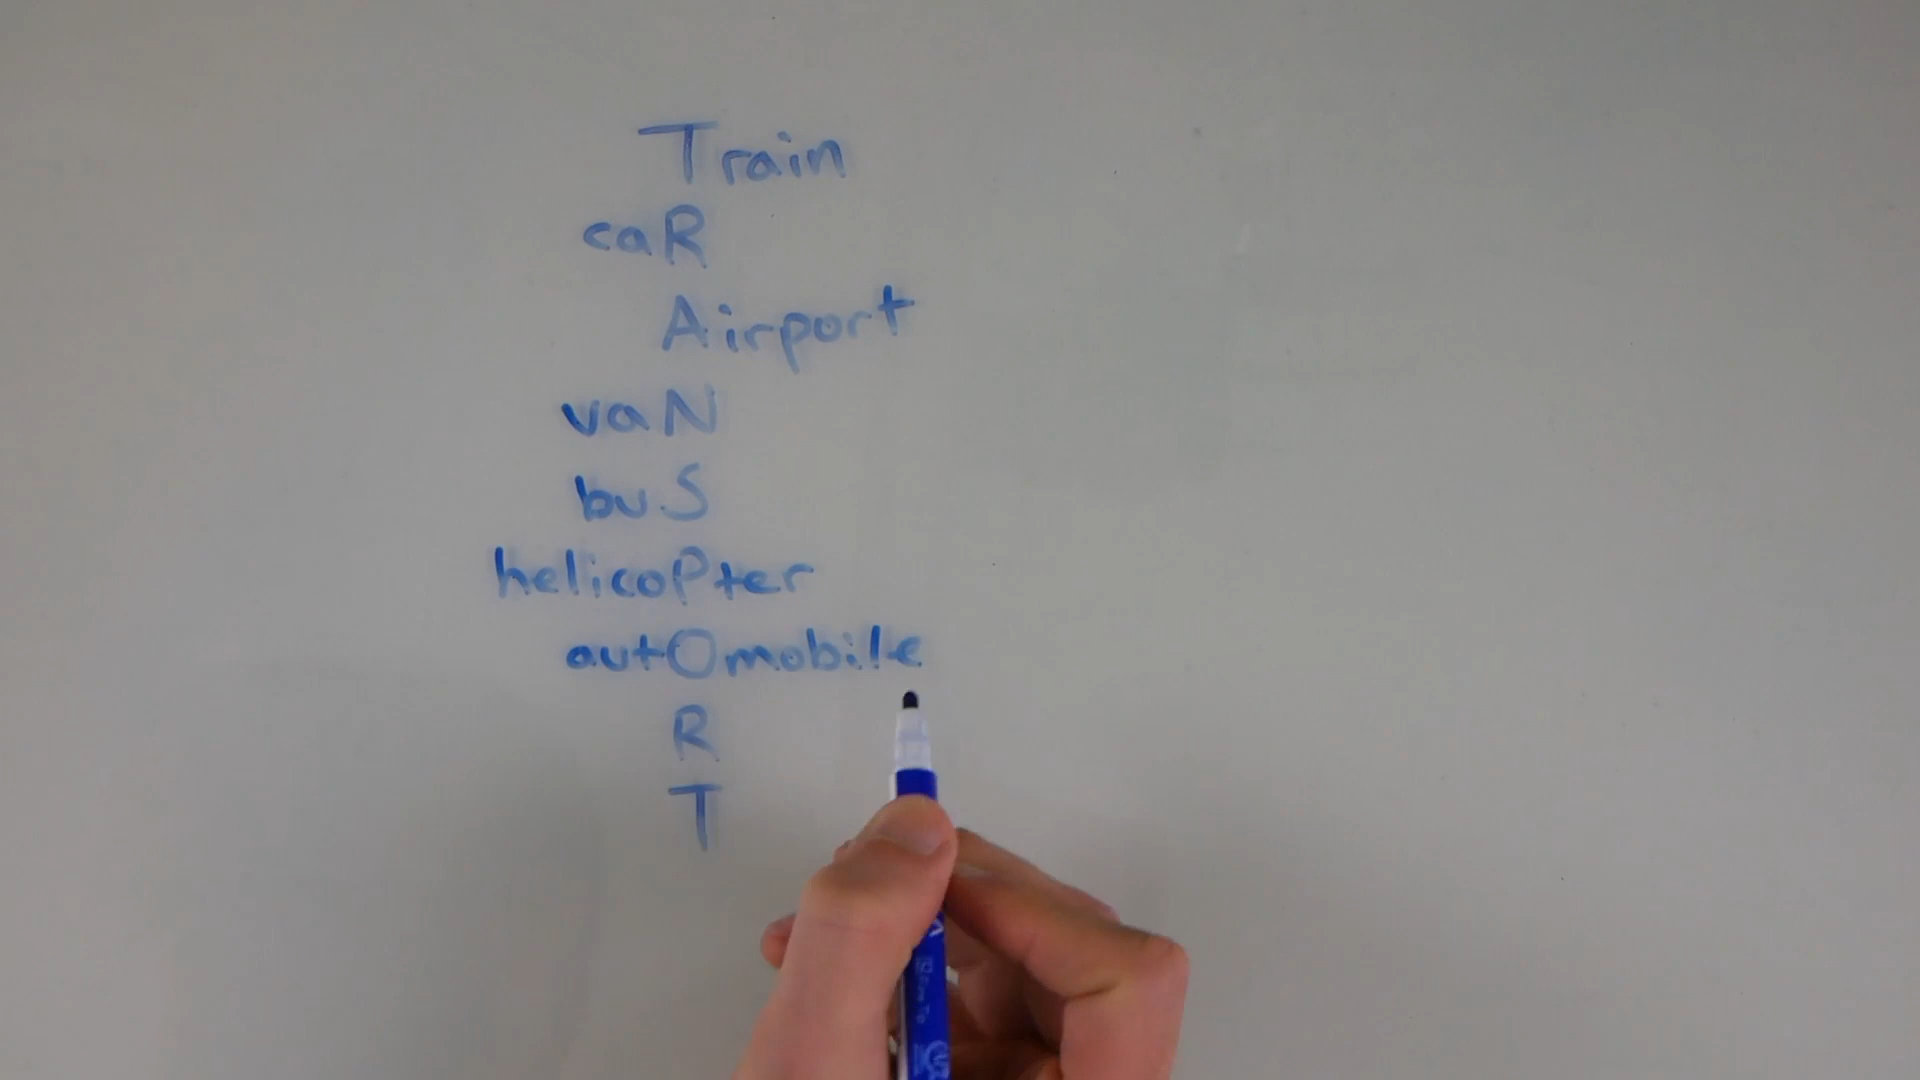 Train
caR
Airport
vaN
buS
helicoPter
autOmobile
R
T